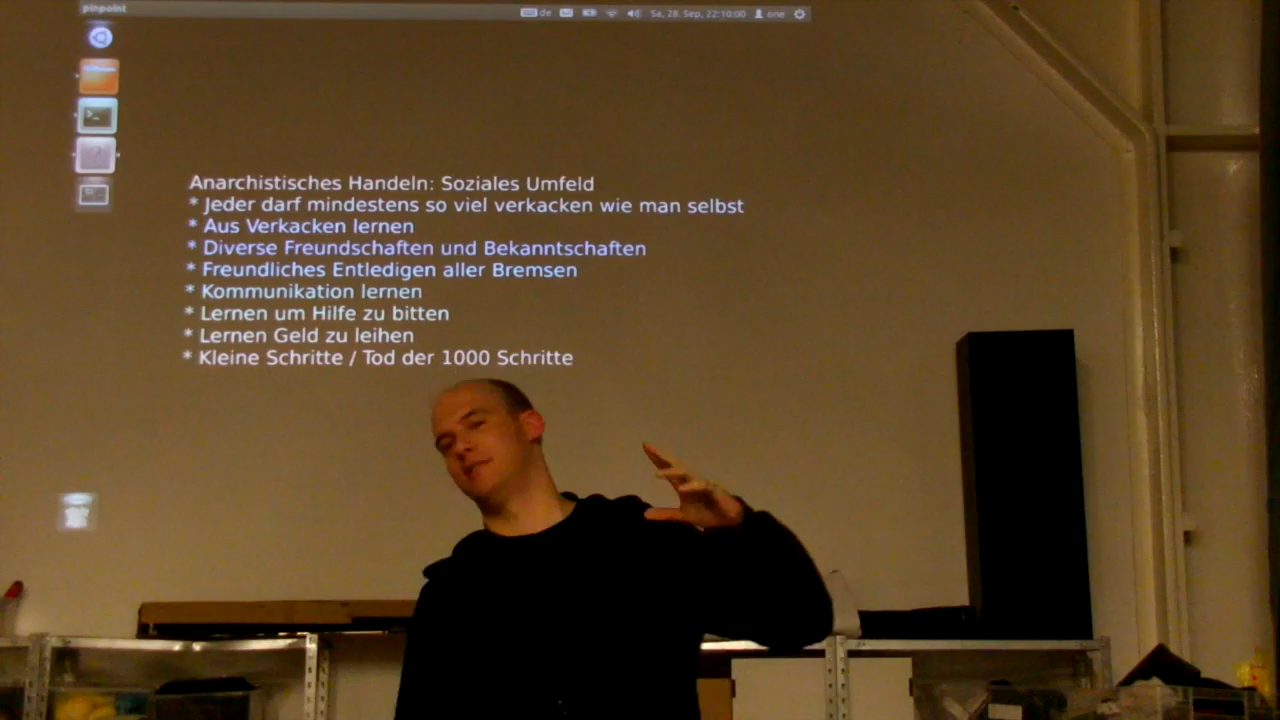 pinpoint
de Sa, 28. Sep, 22:10:00 one
Anarchistisches Handeln: Soziales Umfeld
* Jeder darf mindestens so viel verkacken wie man selbst
* Aus Verkacken lernen
* Diverse Freundschaften und Bekanntschaften
* Freundliches Entledigen aller Bremsen
* Kommunikation lernen
* Lernen um Hilfe zu bitten
* Lernen Geld zu leihen
* Kleine Schritte / Tod der 1000 Schritte